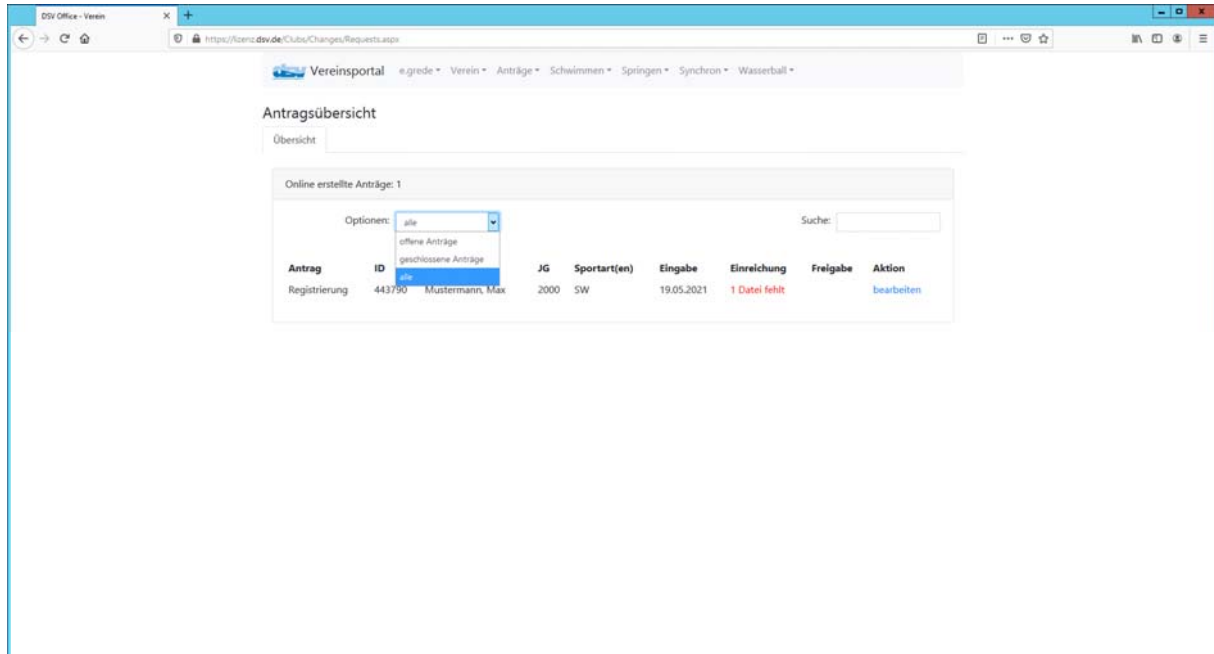 DSV Office - Verein
https://lizenz.dsv.de/Clubs/Changes/Requests.aspx
dsv Vereinsportal e.grede Verein Anträge Schwimmen Springen Synchron Wasserball
Antragsübersicht
Übersicht
Online erstellte Anträge: 1
Optionen: alle Suche:
offene Anträge
geschlossene Anträge
alle
Antrag ID JG Sportart(en) Eingabe Einreichung Freigabe Aktion
Registrierung 443790 Mustermann, Max 2000 SW 19.05.2021 1 Datei fehlt bearbeiten